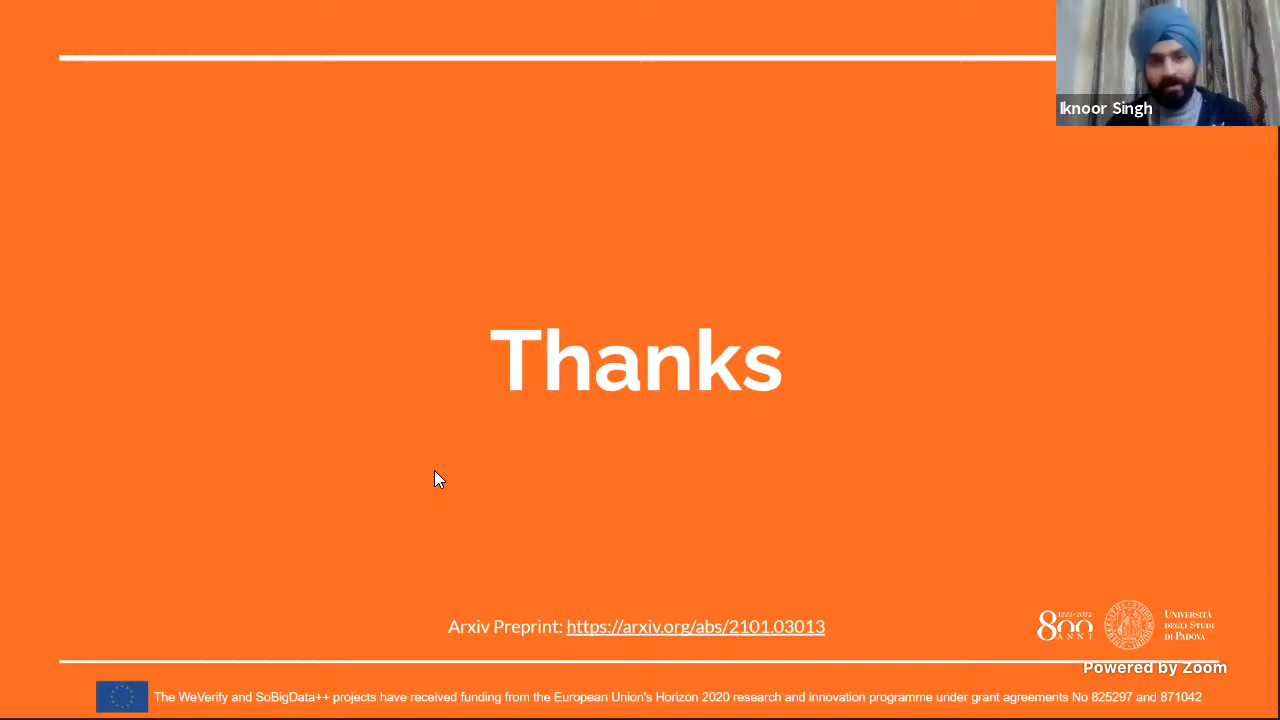 Iknoor Singh
Thanks
Arxiv Preprint: https://arxiv.org/abs/2101.03013
1222·2022
800
ANNI
UNIVERSITÀ
DEGLI STUDI
DI PADOVA
Powered by Zoom
The WeVerify and SoBigData++ projects have received funding from the European Union's Horizon 2020 research and innovation programme under grant agreements No 825297 and 871042